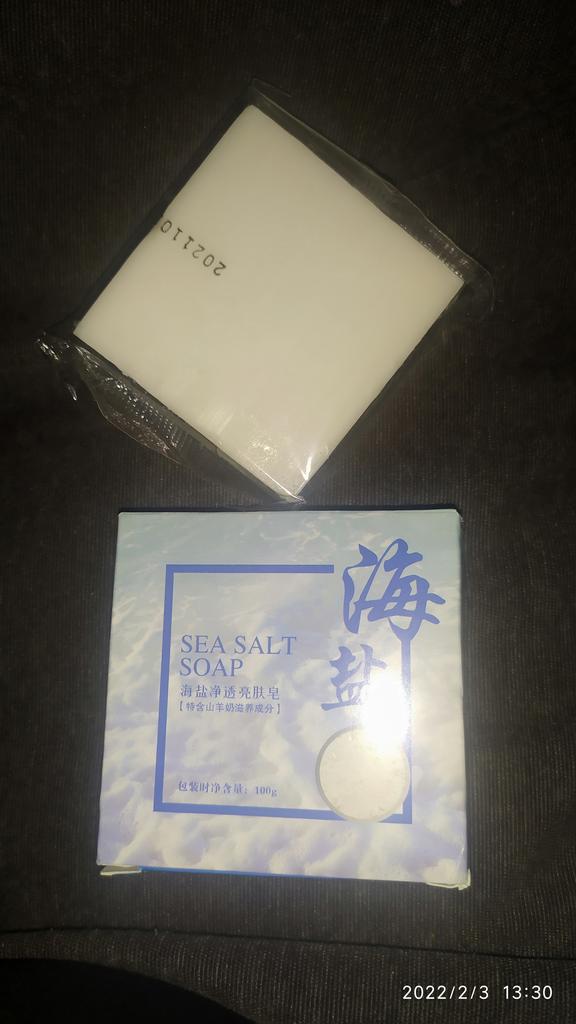 202110
海
盐
SEA SALT
SOAP
海盐净透亮肤皂
【特含山羊奶滋养成分】
包装时净含量：100g
2022/2/3 13:30